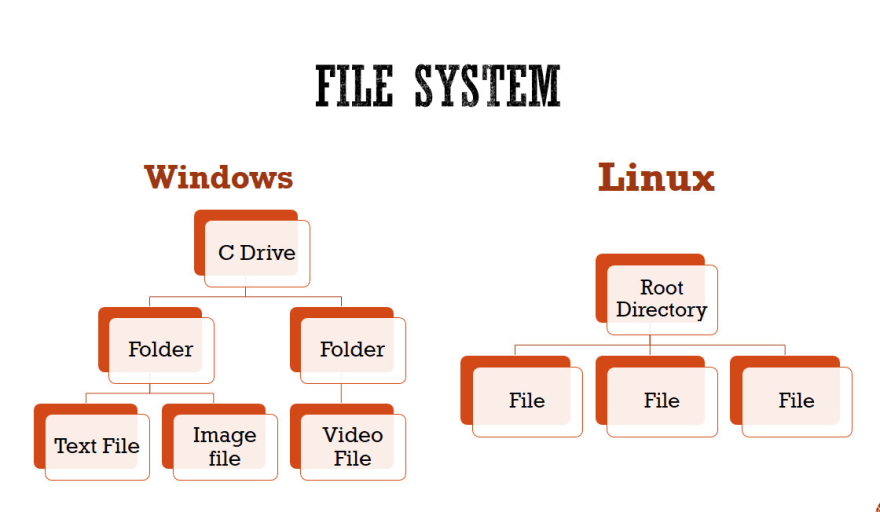 FILE SYSTEM
Windows
C Drive
Folder
Folder
Text File
Image
file
Video
File
Linux
Root
Directory
File
File
File